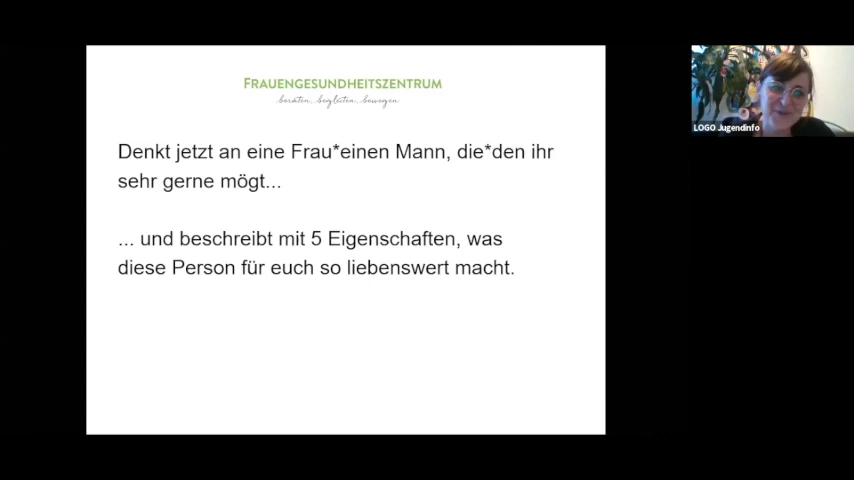 FRAUENGESUNDHEITSZENTRUM
beraten..begleiten..bewegen
Denkt jetzt an eine Frau*einen Mann, die*den ihr
sehr gerne mögt...
... und beschreibt mit 5 Eigenschaften, was
diese Person für euch so liebenswert macht.
LOGO Jugendinfo